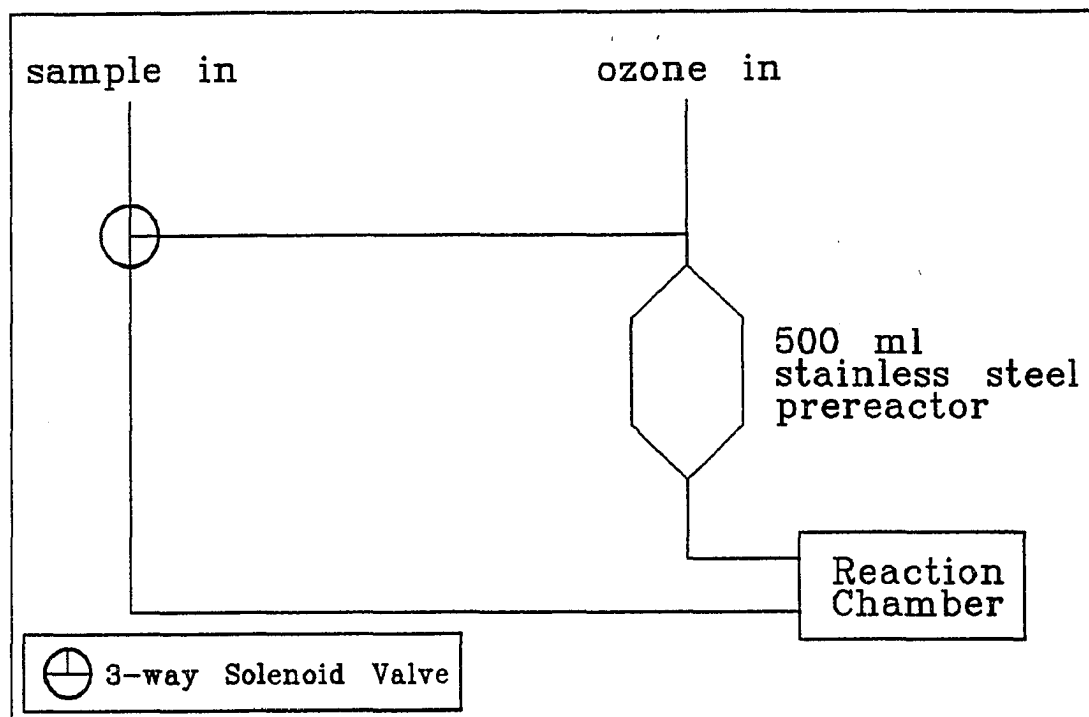 sample in
ozone in
500 ml
stainless steel
prereactor
Reaction
Chamber
3-way Solenoid Valve